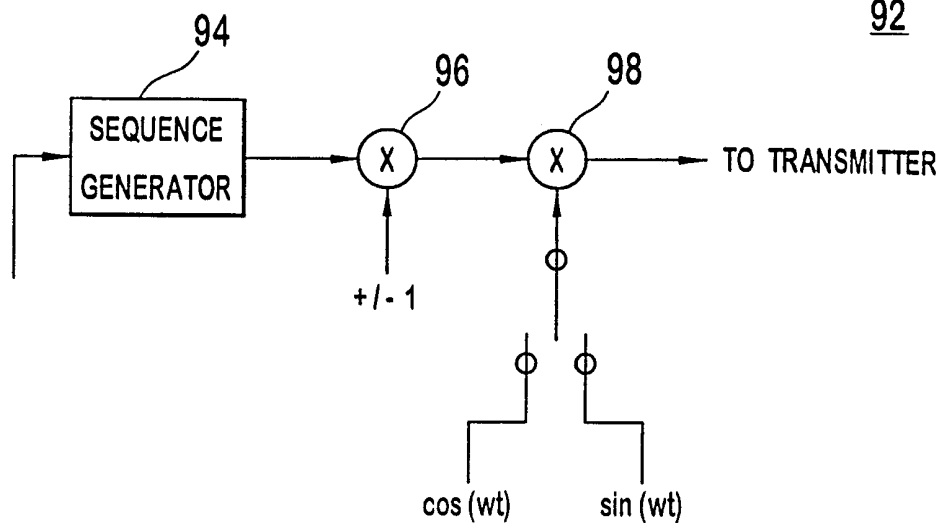 92
94
96
98
SEQUENCE
GENERATOR
X
X
TO TRANSMITTER
+/- 1
cos (wt)
sin (wt)